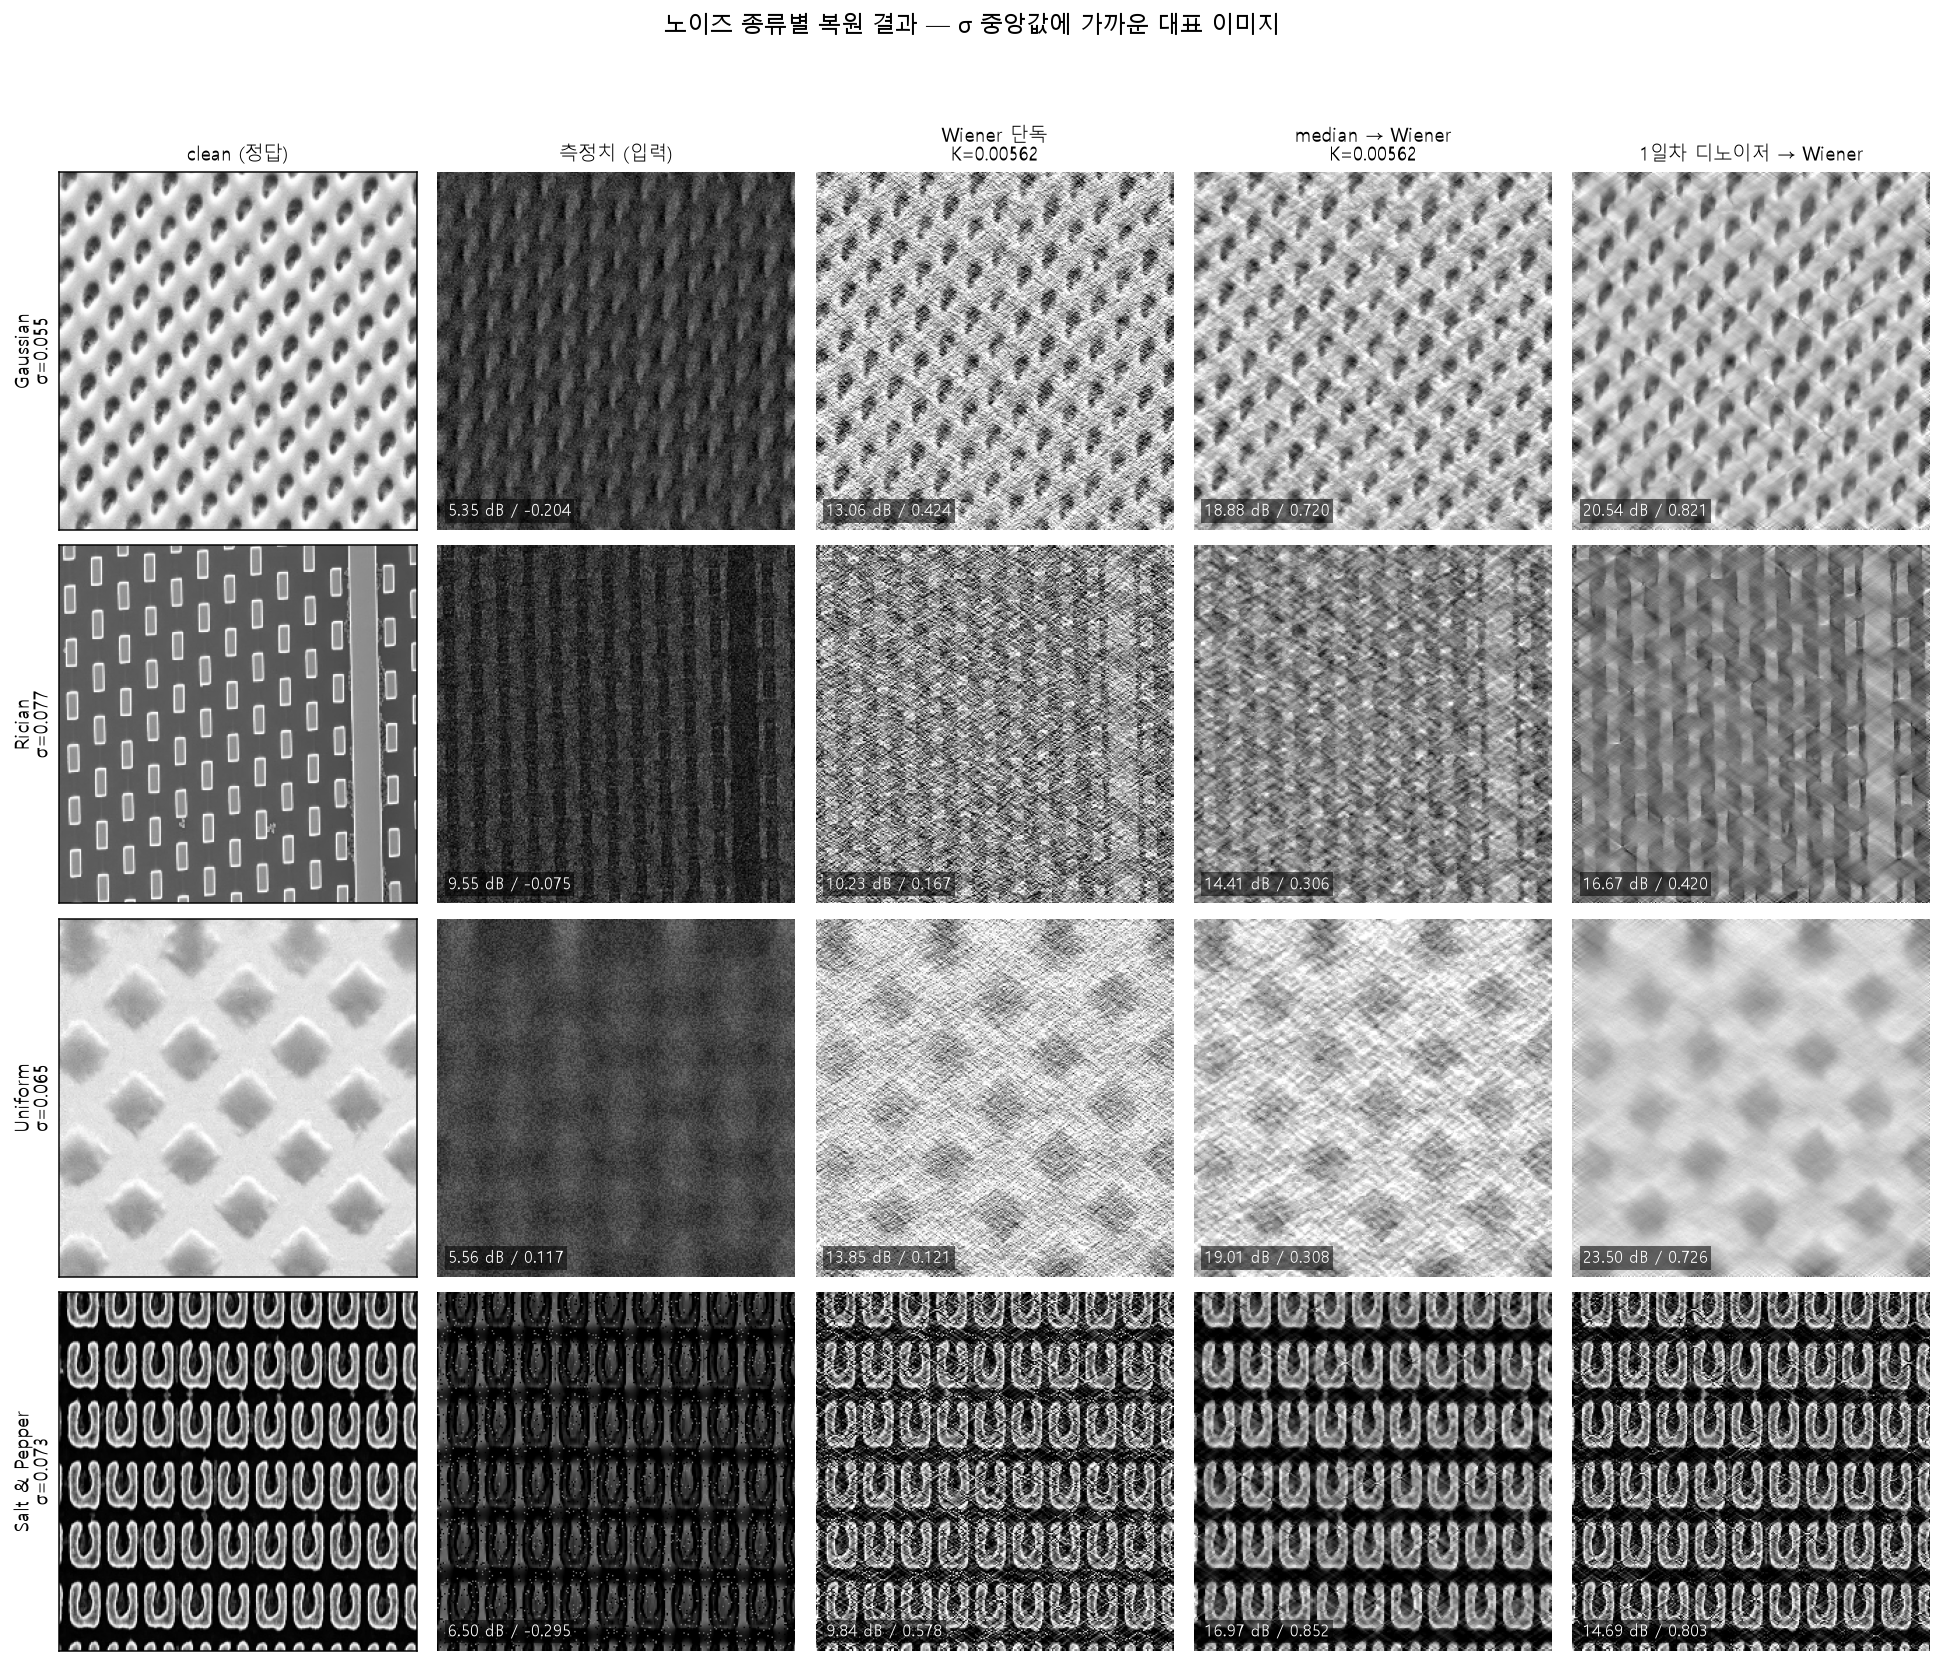 노이즈 종류별 복원 결과 — σ 중앙값에 가까운 대표 이미지
clean (정답)
측정치 (입력)
Wiener 단독
K=0.00562
median → Wiener
K=0.00562
1일차 디노이저 → Wiener
Gaussian
σ=0.055
5.35 dB / -0.204
13.06 dB / 0.424
18.88 dB / 0.720
20.54 dB / 0.821
Rician
σ=0.077
9.55 dB / -0.075
10.23 dB / 0.167
14.41 dB / 0.306
16.67 dB / 0.420
Uniform
σ=0.065
5.56 dB / 0.117
13.85 dB / 0.121
19.01 dB / 0.308
23.50 dB / 0.726
Salt & Pepper
σ=0.073
6.50 dB / -0.295
9.84 dB / 0.578
16.97 dB / 0.852
14.69 dB / 0.803